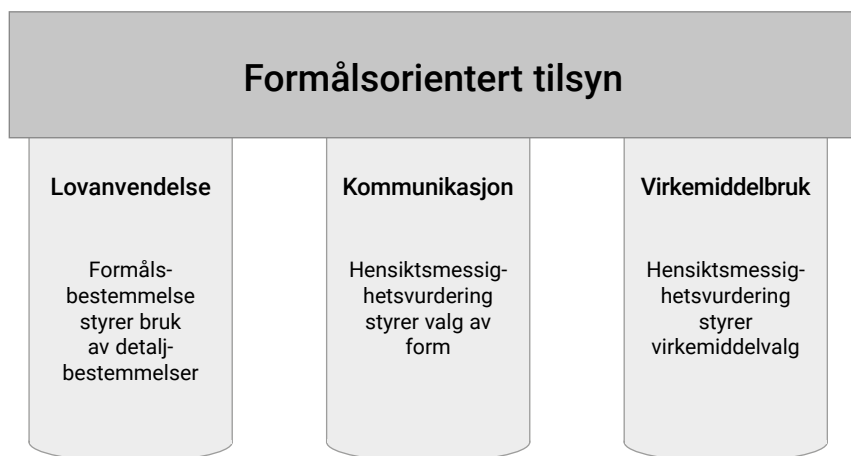 Formålsorientert tilsyn
Lovanvendelse
Formåls-
bestemmelse
styrer bruk
av detalj-
bestemmelser
Kommunikasjon
Hensiktsmessig-
hetsvurdering
styrer valg av
form
Virkemiddelbruk
Hensiktsmessig-
hetsvurdering
styrer
virkemiddelvalg